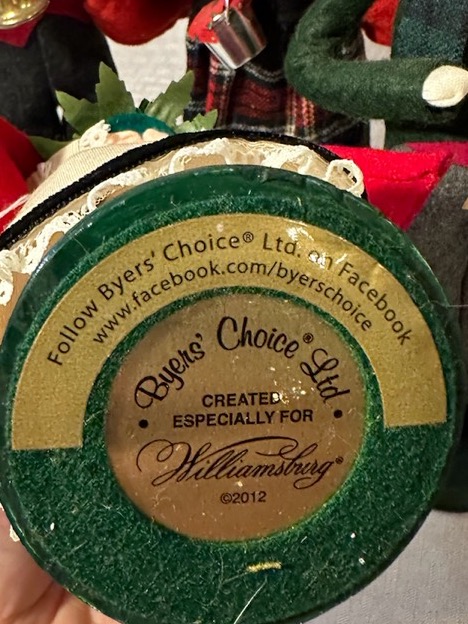 Follow Byers' Choice® Ltd. on Facebook
www.facebook.com/byerschoice
Byers' Choice® Ltd
• CREATED •
ESPECIALLY FOR
Williamsburg®
©2012